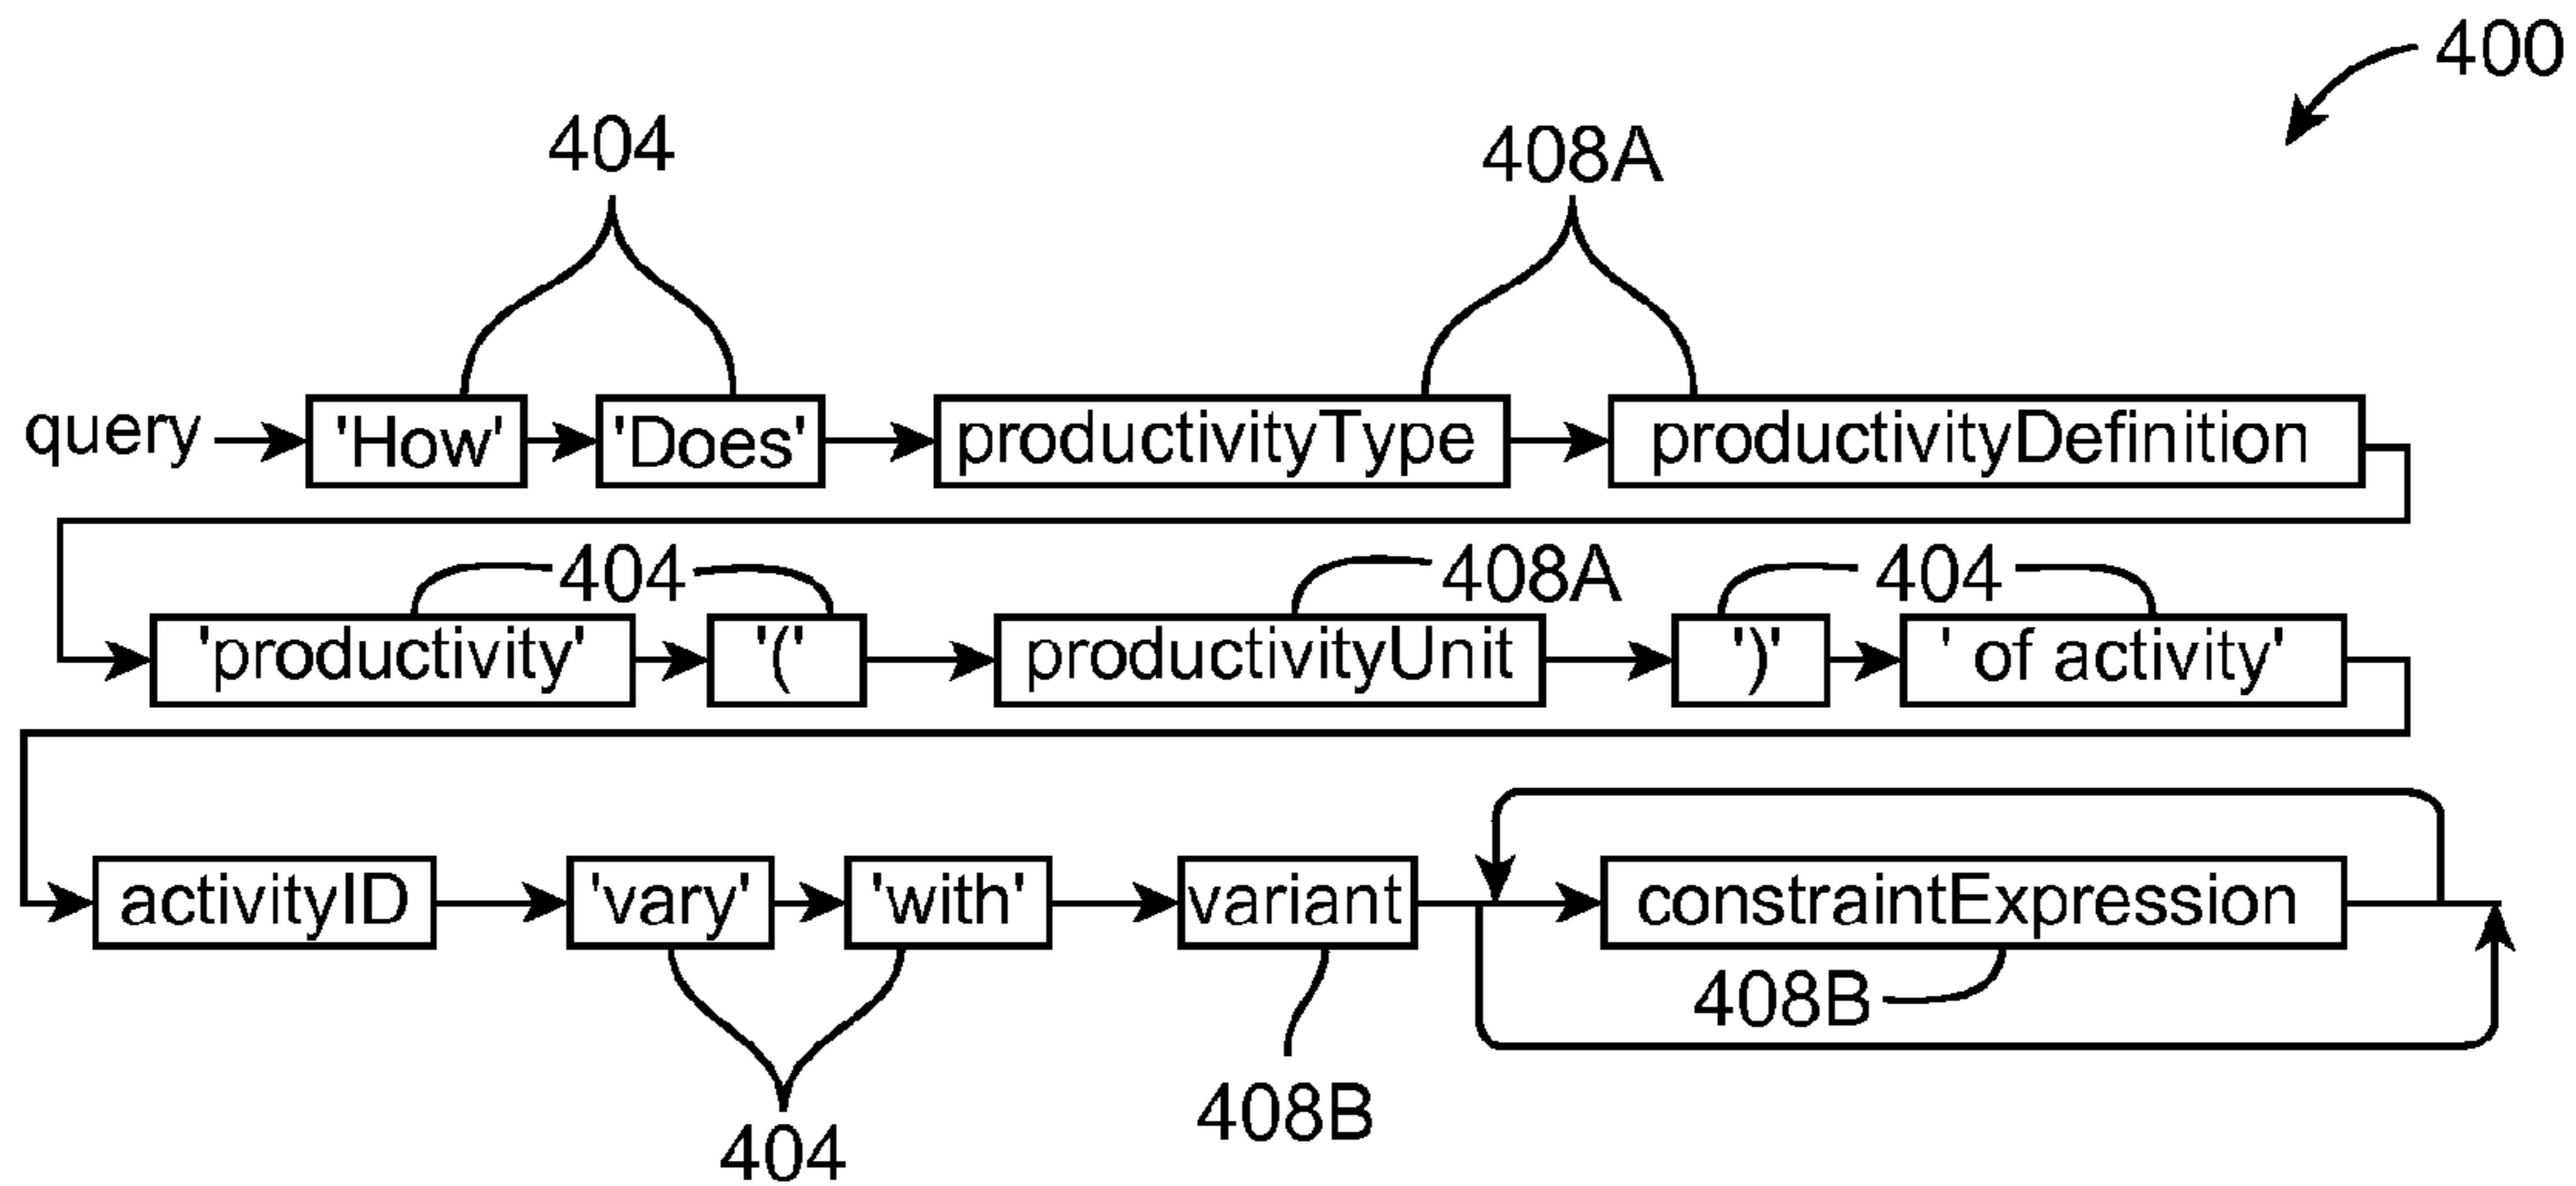 400
404 408A
query 'How' 'Does' productivityType productivityDefinition
404 408A 404
'productivity' '(' productivityUnit ')' ' of activity'
activityID 'vary' 'with' variant constraintExpression
408B
408B
404